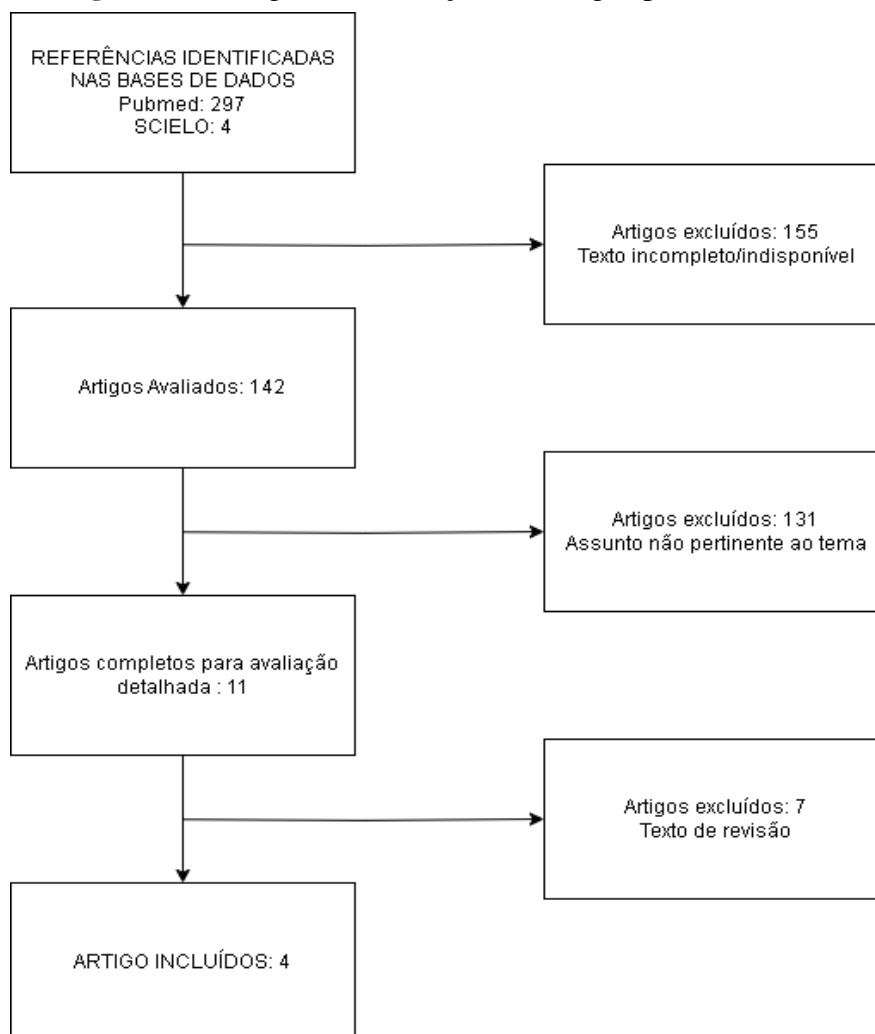 REFERÊNCIAS IDENTIFICADAS
NAS BASES DE DADOS
Pubmed: 297
SCIELO: 4
Artigos excluídos: 155
Texto incompleto/indisponível
Artigos Avaliados: 142
Artigos excluídos: 131
Assunto não pertinente ao tema
Artigos completos para avaliação
detalhada : 11
Artigos excluídos: 7
Texto de revisão
ARTIGO INCLUÍDOS: 4